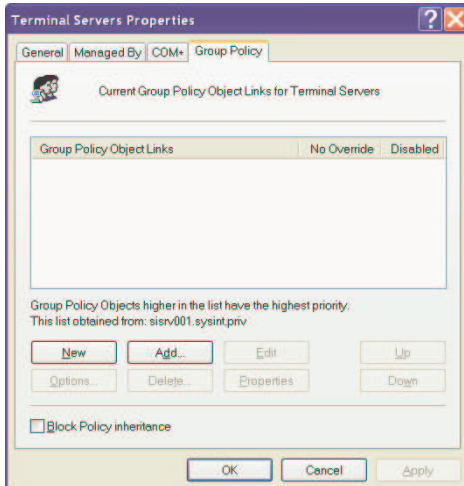 Terminal Servers Properties
General Managed By COM+ Group Policy
Current Group Policy Object Links for Terminal Servers
Group Policy Object Links No Override Disabled
Group Policy Objects higher in the list have the highest priority.
This list obtained from: sisrv001.sysint.priv
New Add... Edit Up
Options... Delete... Properties Down
Block Policy inheritance
OK Cancel Apply